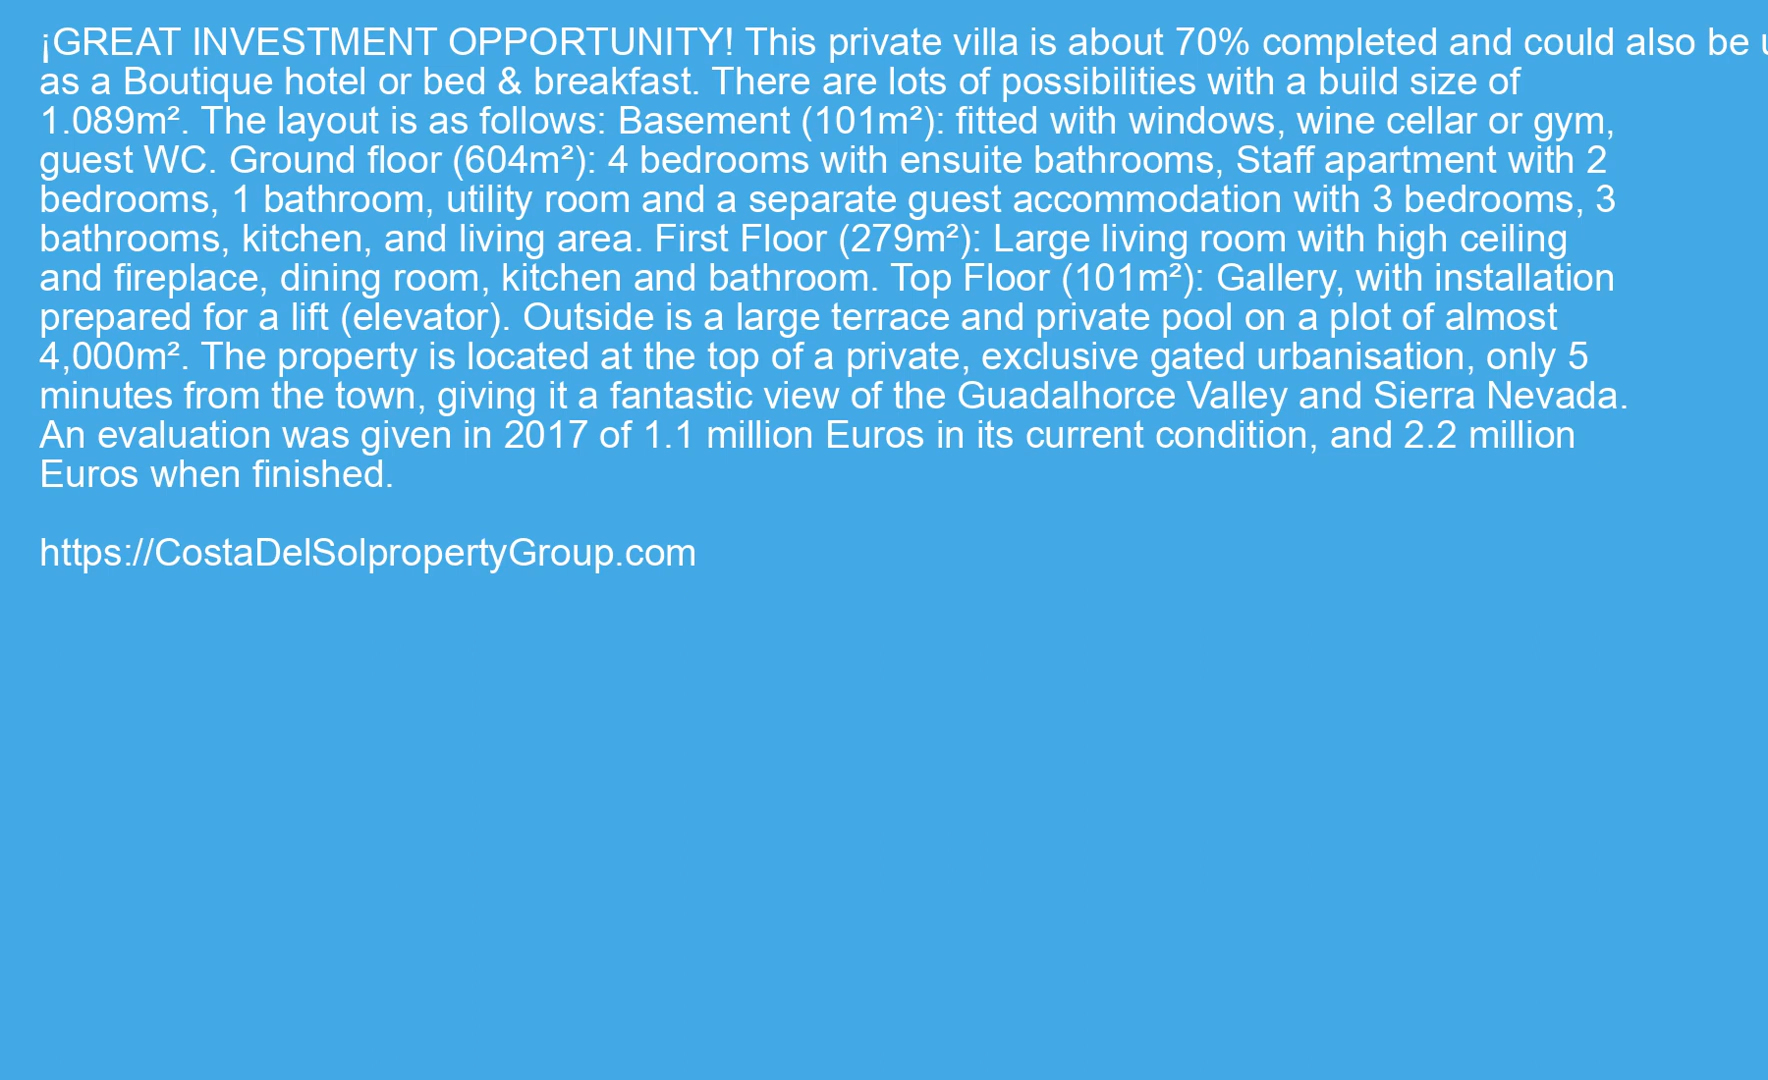 ¡GREAT INVESTMENT OPPORTUNITY! This private villa is about 70% completed and could also be
as a Boutique hotel or bed & breakfast. There are lots of possibilities with a build size of
1.089m². The layout is as follows: Basement (101m²): fitted with windows, wine cellar or gym,
guest WC. Ground floor (604m²): 4 bedrooms with ensuite bathrooms, Staff apartment with 2
bedrooms, 1 bathroom, utility room and a separate guest accommodation with 3 bedrooms, 3
bathrooms, kitchen, and living area. First Floor (279m²): Large living room with high ceiling
and fireplace, dining room, kitchen and bathroom. Top Floor (101m²): Gallery, with installation
prepared for a lift (elevator). Outside is a large terrace and private pool on a plot of almost
4,000m². The property is located at the top of a private, exclusive gated urbanisation, only 5
minutes from the town, giving it a fantastic view of the Guadalhorce Valley and Sierra Nevada.
An evaluation was given in 2017 of 1.1 million Euros in its current condition, and 2.2 million
Euros when finished.
https://CostaDelSolpropertyGroup.com